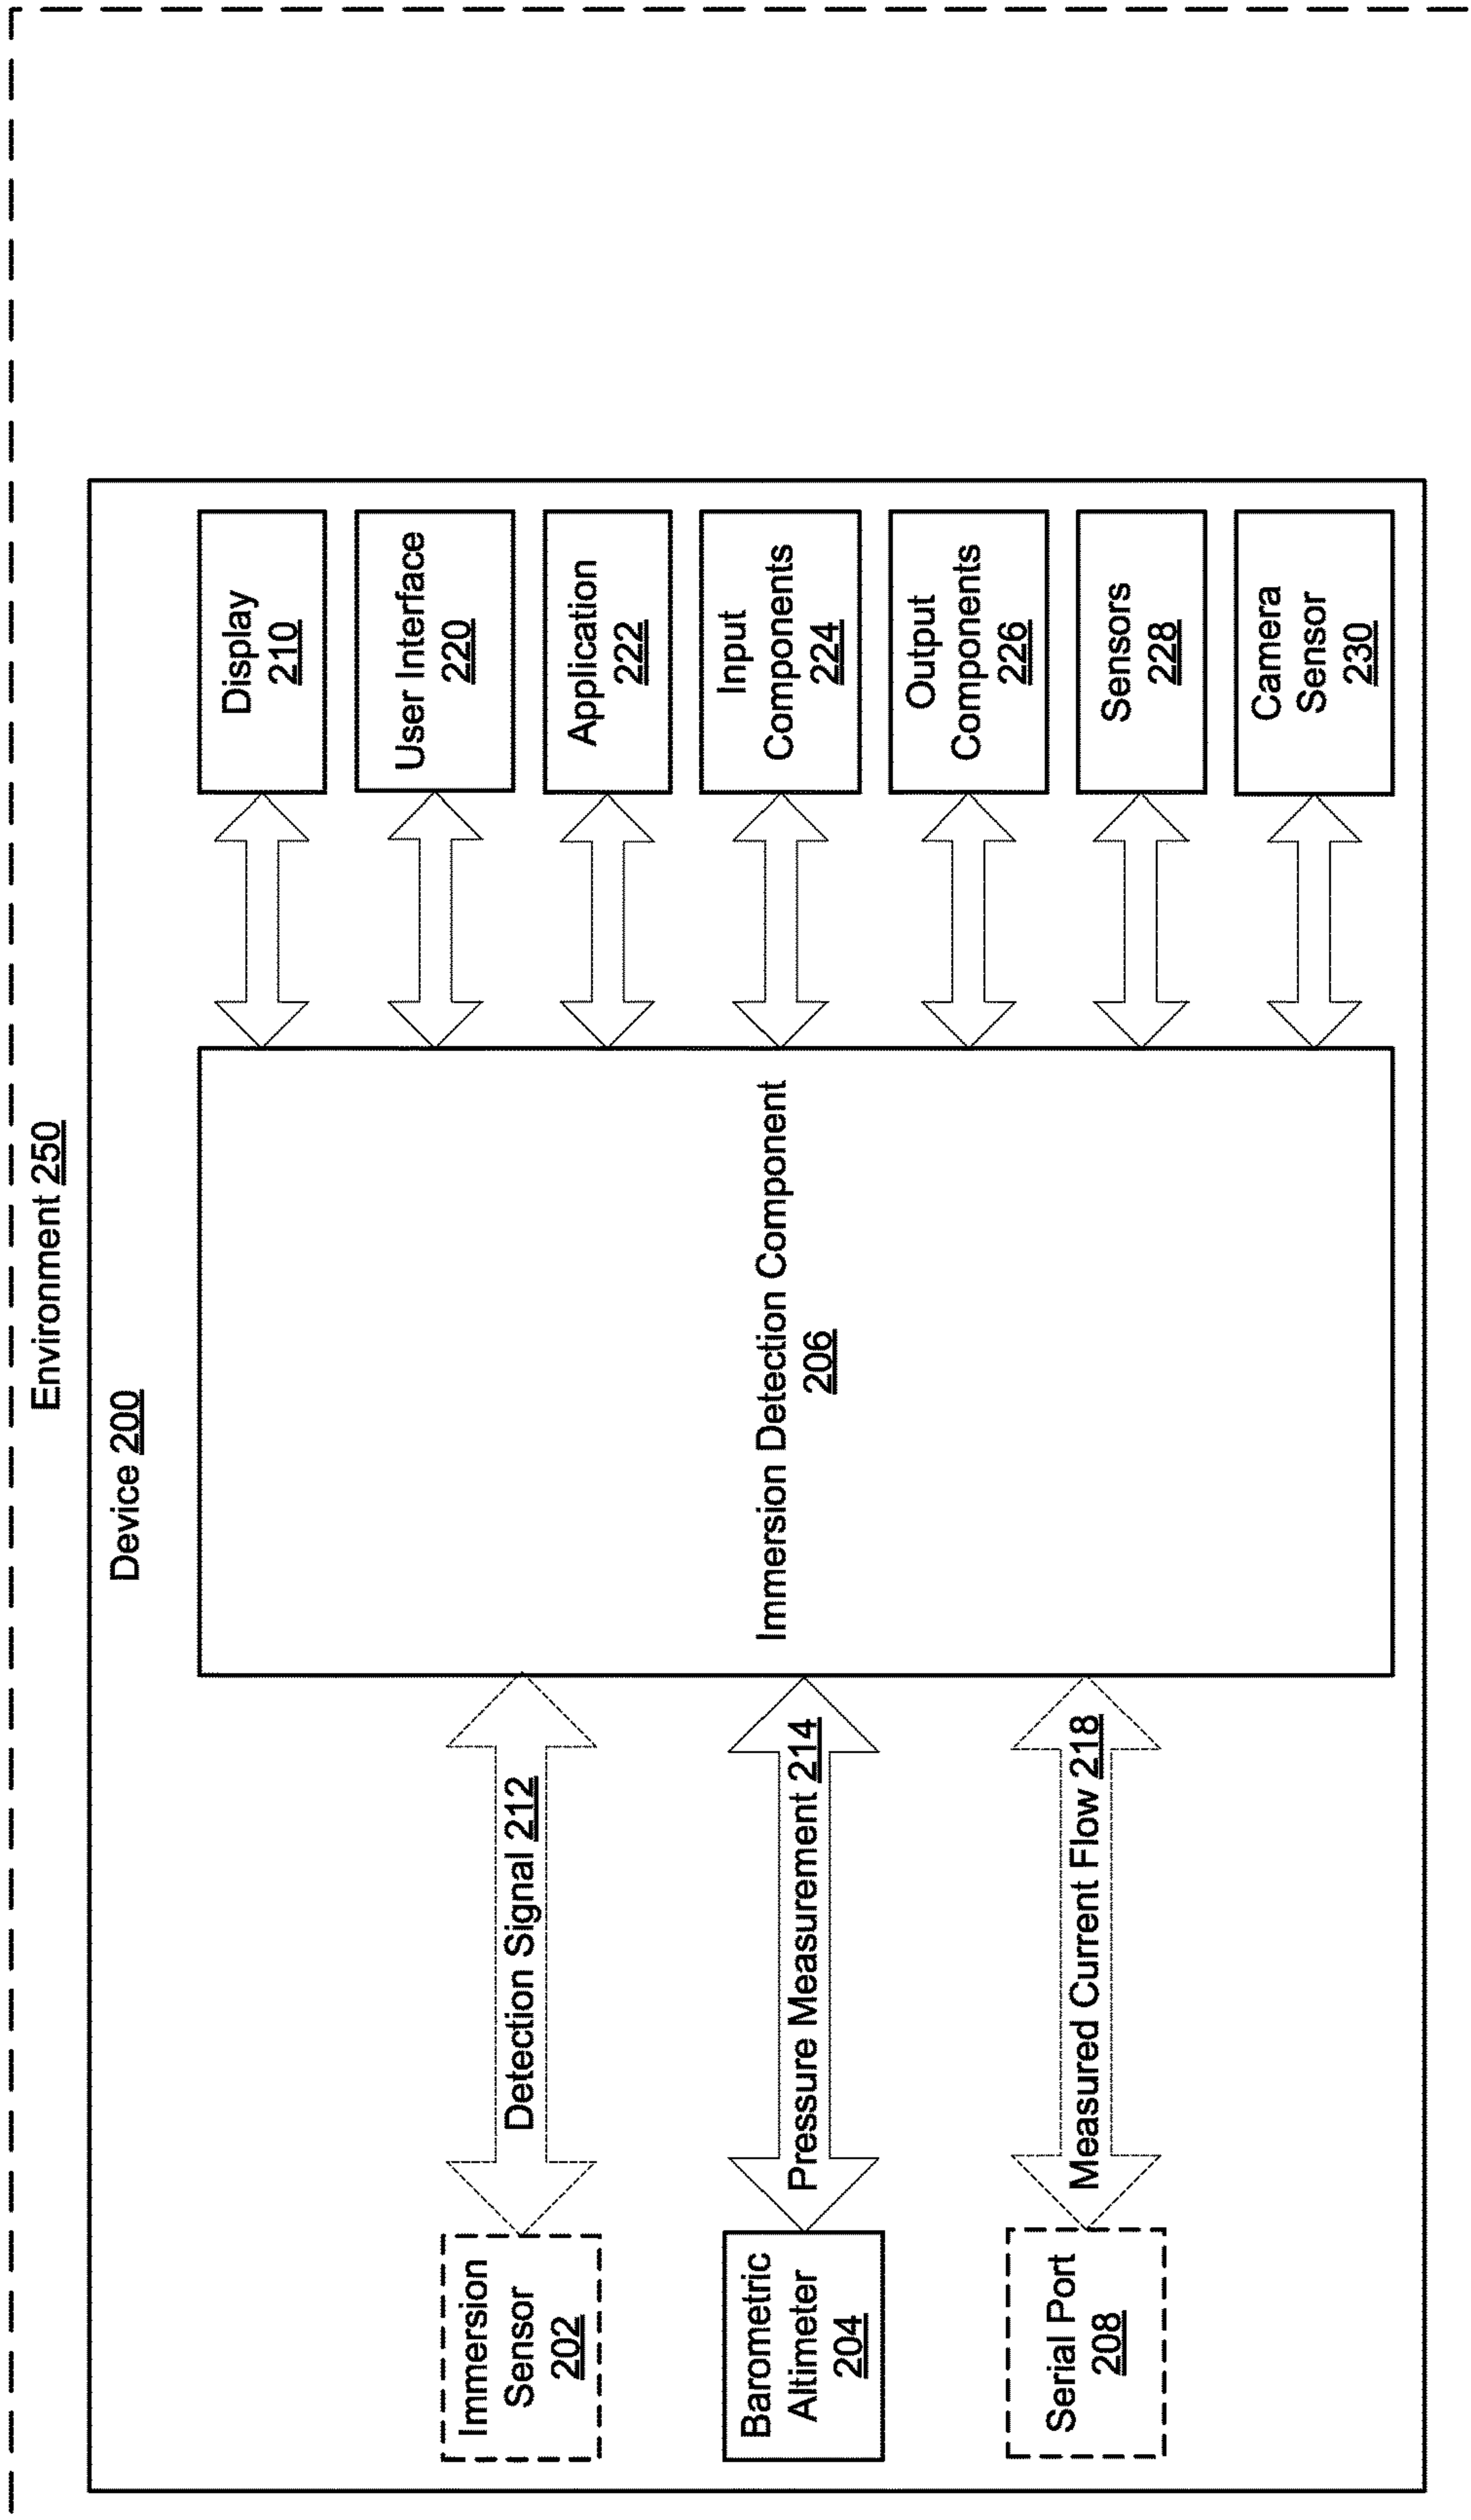 Environment 250
Device 200
Immersion
Sensor
202
Detection Signal 212
Barometric
Altimeter
204
Pressure Measurement 214
Serial Port
208
Measured Current Flow 218
Immersion Detection Component
206
Display
210
User Interface
220
Application
222
Input
Components
224
Output
Components
226
Sensors
228
Camera
Sensor
230